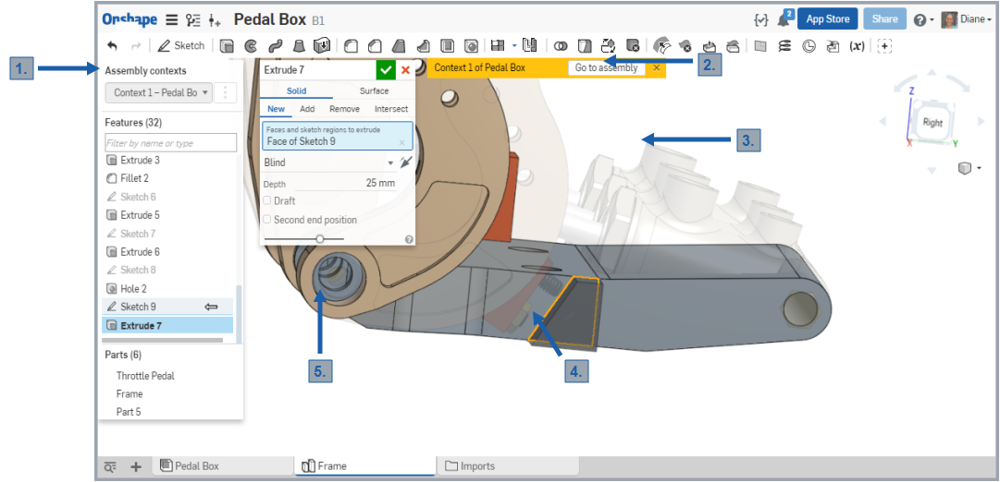 Onshape Pedal Box B1 App Store Share Diane
Sketch (x)
1.
Assembly contexts
Context 1 – Pedal Bo
Features (32)
Filter by name or type
Extrude 3
Fillet 2
Sketch 6
Extrude 5
Sketch 7
Extrude 6
Sketch 8
Hole 2
Sketch 9
Extrude 7
Parts (6)
Throttle Pedal
Frame
Part 5
Extrude 7
Solid Surface
New Add Remove Intersect
Faces and sketch regions to extrude
Face of Sketch 9
Blind
Depth 25 mm
Draft
Second end position
Context 1 of Pedal Box Go to assembly
2.
3.
4.
5.
Z
Right
X Y
Pedal Box Frame Imports